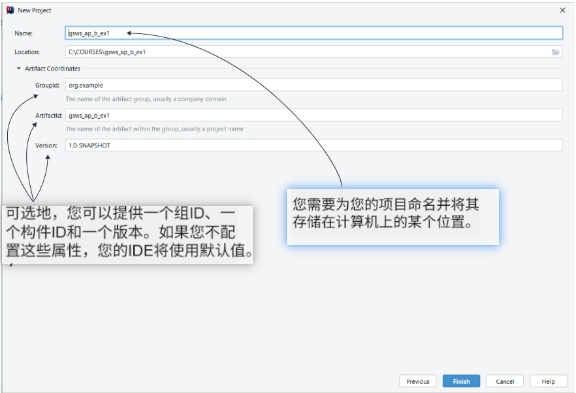 New Project
Name: gsws_ap_b_ex1
Location: C:\COURSES\gsws_ap_b_ex1
Artifact Coordinates
GroupId: org.example
The name of the artifact group, usually a company domain
ArtifactId: gsws_ap_b_ex1
The name of the artifact within the group, usually a project name
Version: 1.0-SNAPSHOT
可选地，您可以提供一个组ID、一
个构件ID和一个版本。如果您不配
置这些属性，您的IDE将使用默认值。
您需要为您的项目命名并将其
存储在计算机上的某个位置。
Previous Finish Cancel Help